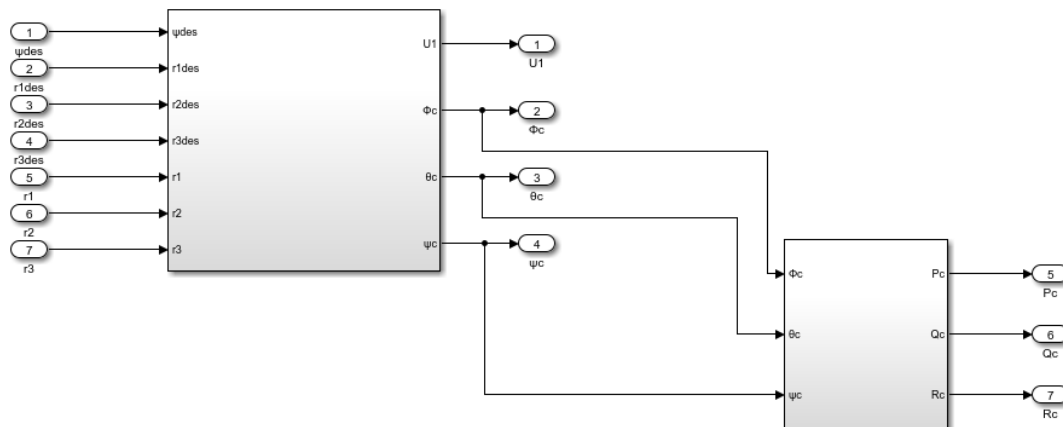 1
ψdes
2
r1des
3
r2des
4
r3des
5
r1
6
r2
7
r3
ψdes
r1des
r2des
r3des
r1
r2
r3
U1
Φc
θc
ψc
1
U1
2
Φc
3
θc
4
ψc
Φc
θc
ψc
Pc
Qc
Rc
5
Pc
6
Qc
7
Rc